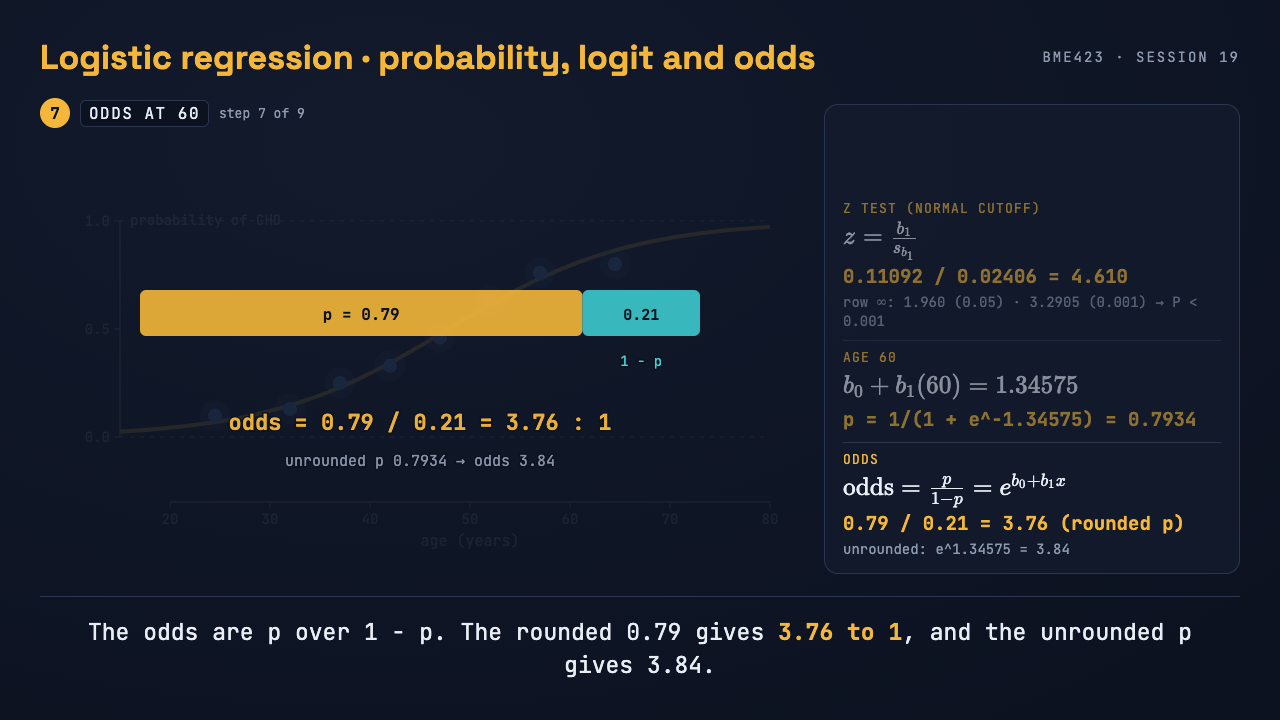 Logistic regression · probability, logit and odds
BME423 · SESSION 19
7 ODDS AT 60 step 7 of 9
1.0 probability of GHD
0.5
0.0
p = 0.79
0.21
1 - p
odds = 0.79 / 0.21 = 3.76 : 1
unrounded p 0.7934 → odds 3.84
20 30 40 50 60 70 80
age (years)
Z TEST (NORMAL CUTOFF)
z = b₁ / s_b₁
0.11092 / 0.02406 = 4.610
row ∞: 1.960 (0.05) · 3.2905 (0.001) → P <
0.001
AGE 60
b₀ + b₁(60) = 1.34575
p = 1/(1 + e^-1.34575) = 0.7934
ODDS
odds = p/(1−p) = e^(b₀+b₁x)
0.79 / 0.21 = 3.76 (rounded p)
unrounded: e^1.34575 = 3.84
The odds are p over 1 - p. The rounded 0.79 gives 3.76 to 1, and the unrounded p
gives 3.84.